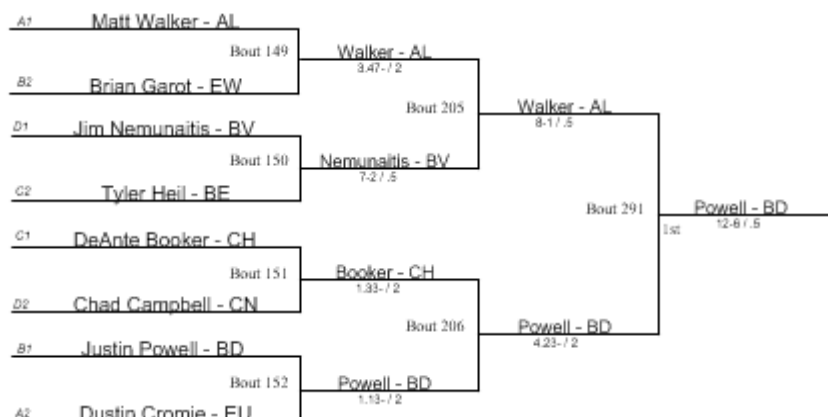 A1 Matt Walker - AL
Bout 149
Walker - AL
3.47- / 2
B2 Brian Garot - EW
Bout 205
Walker - AL
8-1 / .5
D1 Jim Nemunaitis - BV
Bout 150
Nemunaitis - BV
7-2 / .5
C2 Tyler Heil - BE
Bout 291
Powell - BD
12-6 / .5
1st
C1 DeAnte Booker - CH
Bout 151
Booker - CH
1.33- / 2
D2 Chad Campbell - CN
Bout 206
Powell - BD
4.23- / 2
B1 Justin Powell - BD
Bout 152
Powell - BD
1.13- / 2
A2 Dustin Cromie - EU